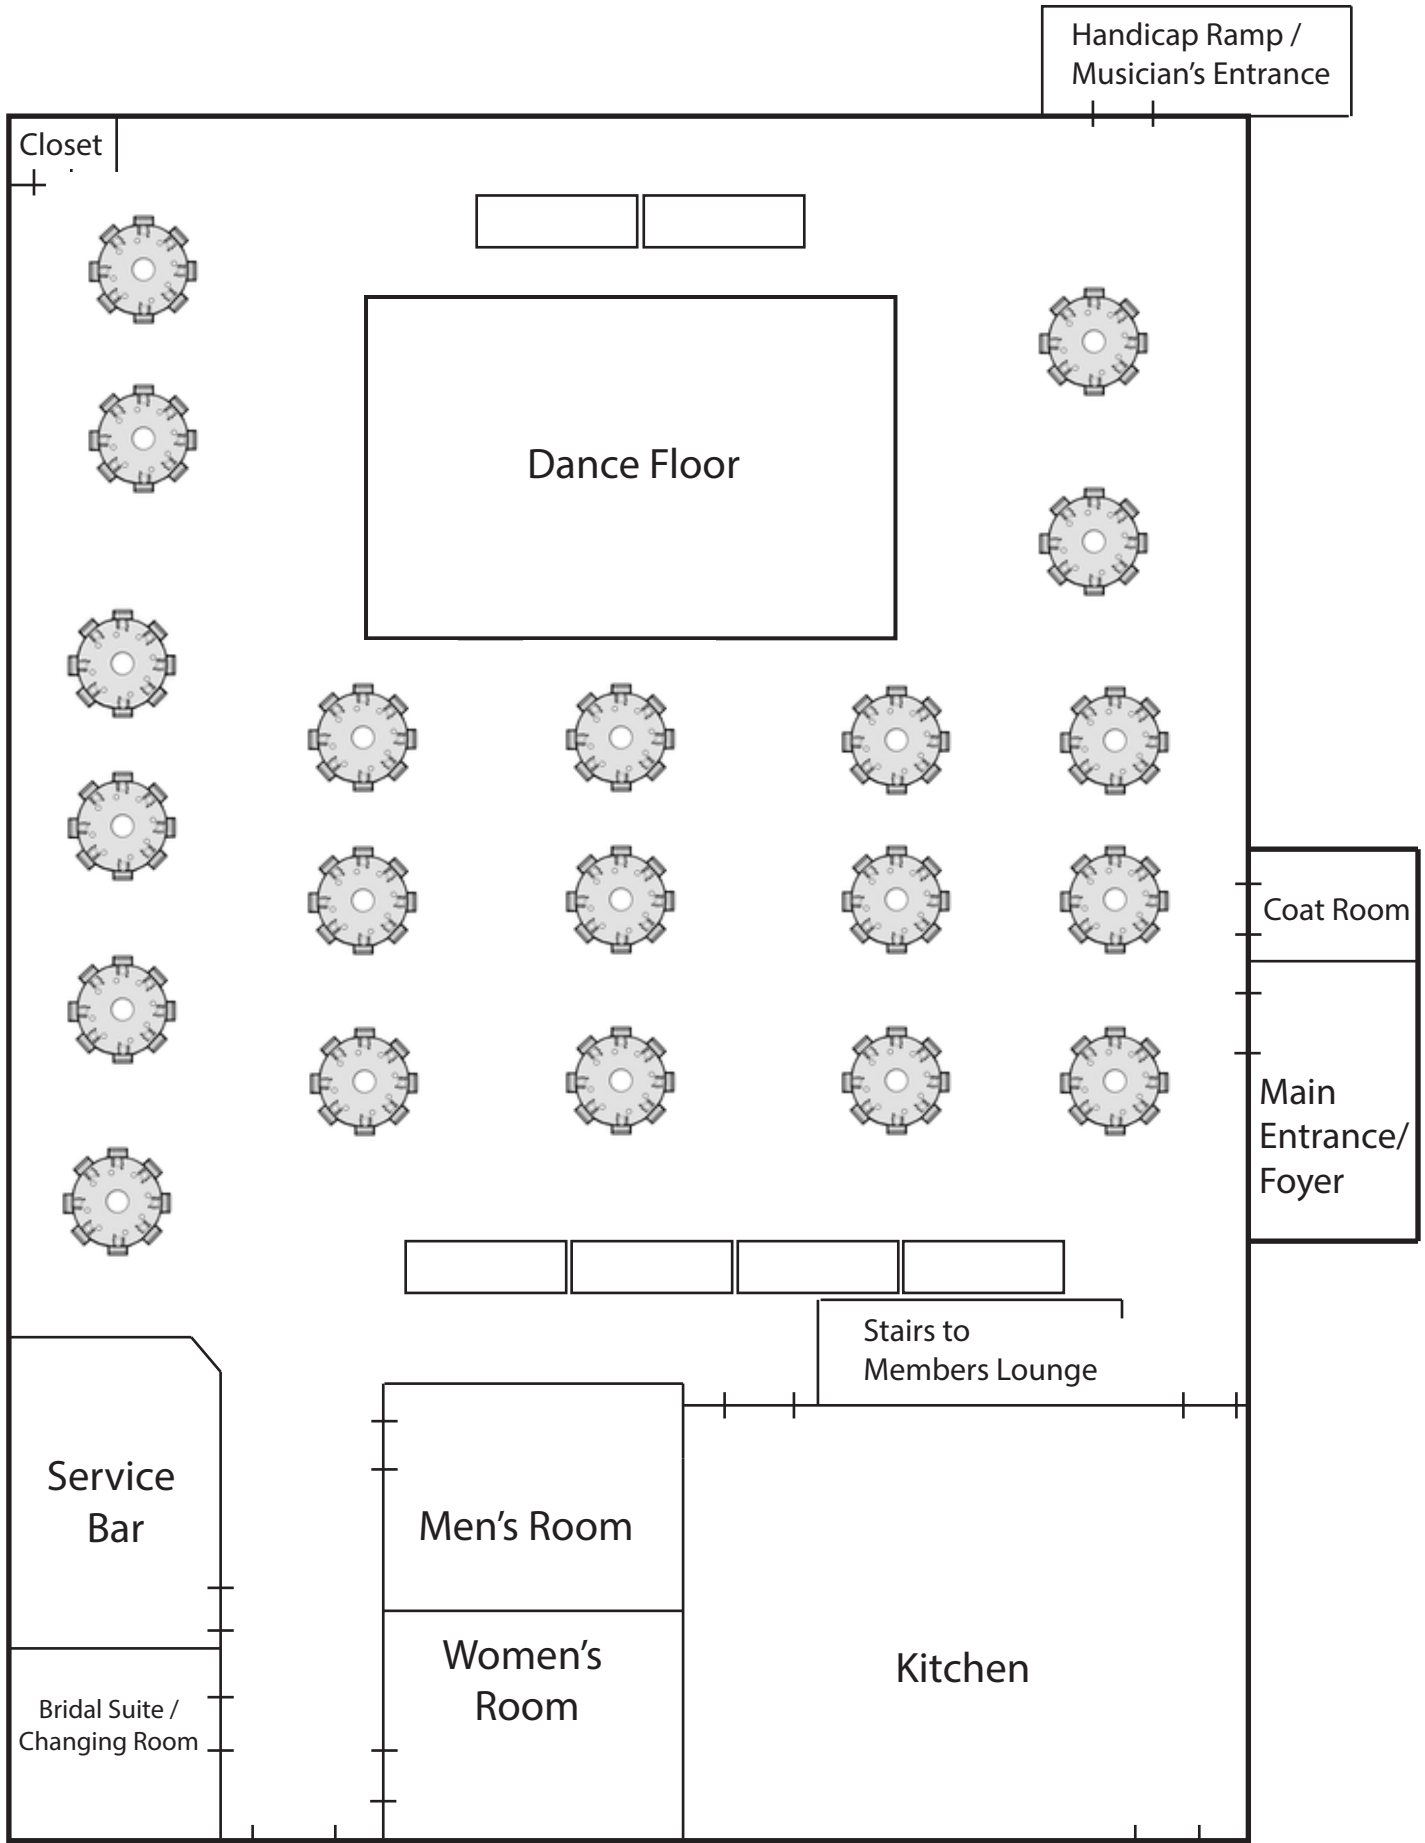 Handicap Ramp /
Musician’s Entrance
Closet
Dance Floor
Coat Room
Main
Entrance/
Foyer
Stairs to
Members Lounge
Service
Bar
Men’s Room
Women’s
Room
Kitchen
Bridal Suite /
Changing Room